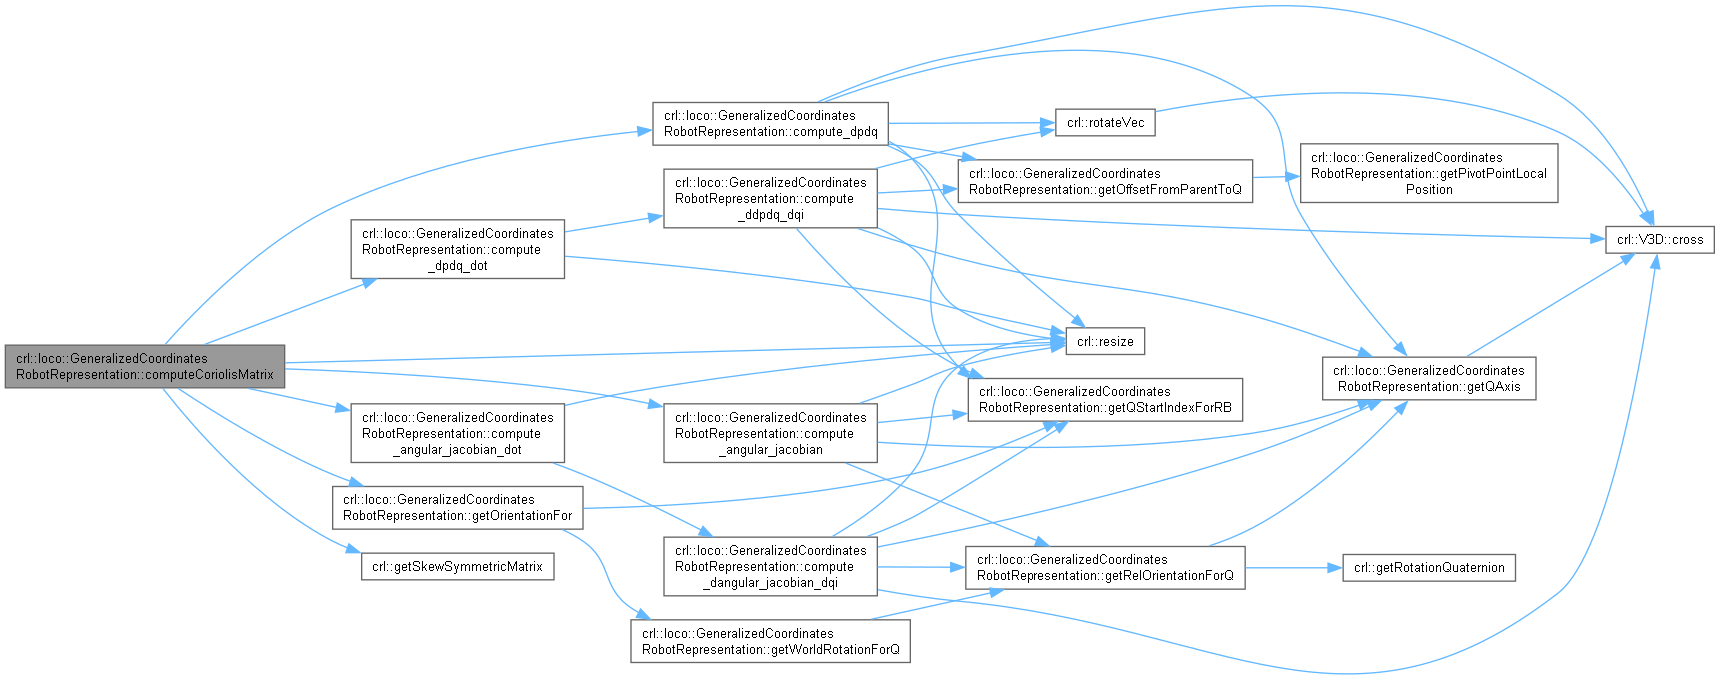 crl::loco::GeneralizedCoordinates
RobotRepresentation::computeCoriolisMatrix
crl::loco::GeneralizedCoordinates
RobotRepresentation::compute
_dpdq_dot
crl::loco::GeneralizedCoordinates
RobotRepresentation::compute
_angular_jacobian_dot
crl::loco::GeneralizedCoordinates
RobotRepresentation::getOrientationFor
crl::getSkewSymmetricMatrix
crl::loco::GeneralizedCoordinates
RobotRepresentation::compute_dpdq
crl::loco::GeneralizedCoordinates
RobotRepresentation::compute
_ddpdq_dqi
crl::loco::GeneralizedCoordinates
RobotRepresentation::compute
_angular_jacobian
crl::loco::GeneralizedCoordinates
RobotRepresentation::compute
_dangular_jacobian_dqi
crl::loco::GeneralizedCoordinates
RobotRepresentation::getWorldRotationForQ
crl::rotateVec
crl::loco::GeneralizedCoordinates
RobotRepresentation::getOffsetFromParentToQ
crl::resize
crl::loco::GeneralizedCoordinates
RobotRepresentation::getQStartIndexForRB
crl::loco::GeneralizedCoordinates
RobotRepresentation::getRelOrientationForQ
crl::loco::GeneralizedCoordinates
RobotRepresentation::getPivotPointLocal
Position
crl::loco::GeneralizedCoordinates
RobotRepresentation::getQAxis
crl::getRotationQuaternion
crl::V3D::cross